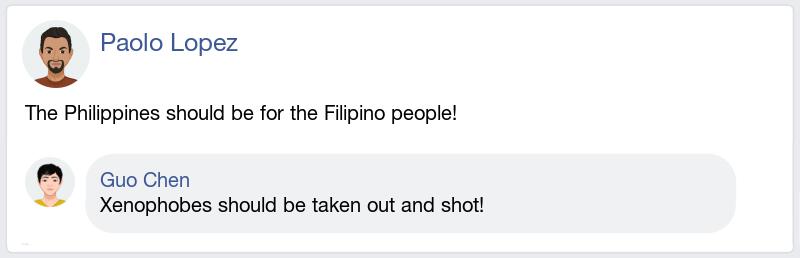 Paolo Lopez
The Philippines should be for the Filipino people!
Guo Chen
Xenophobes should be taken out and shot!